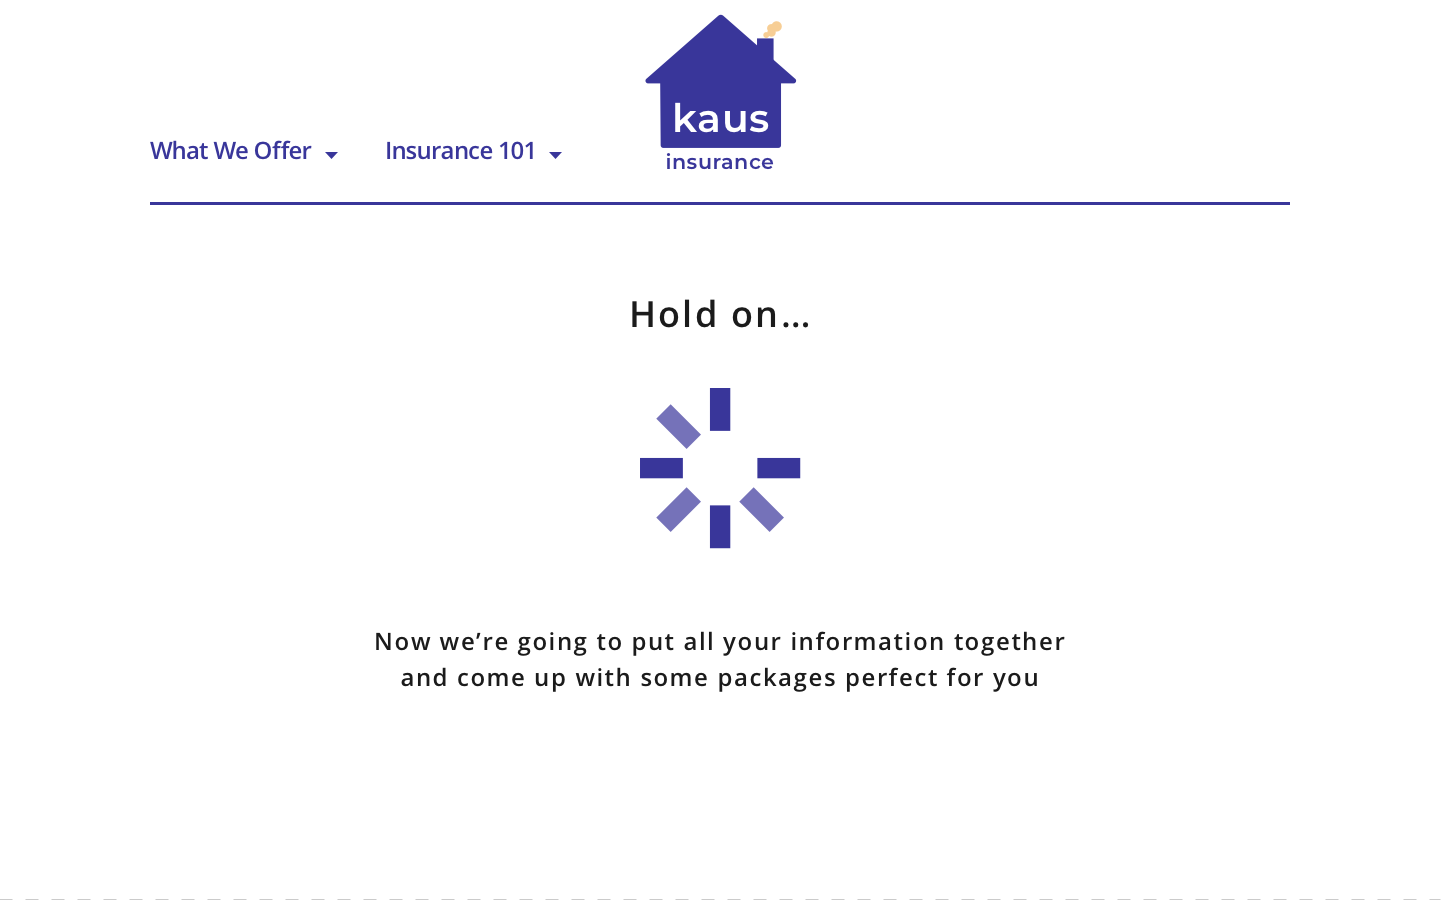 kaus
insurance
What We Offer
Insurance 101
Hold on...
Now we’re going to put all your information together
and come up with some packages perfect for you